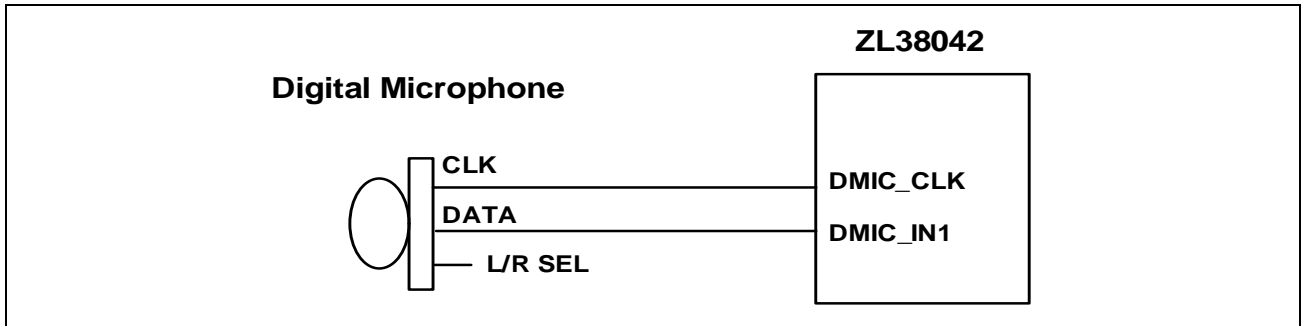 ZL38042
Digital Microphone
CLK
DMIC_CLK
DATA
DMIC_IN1
L/R SEL